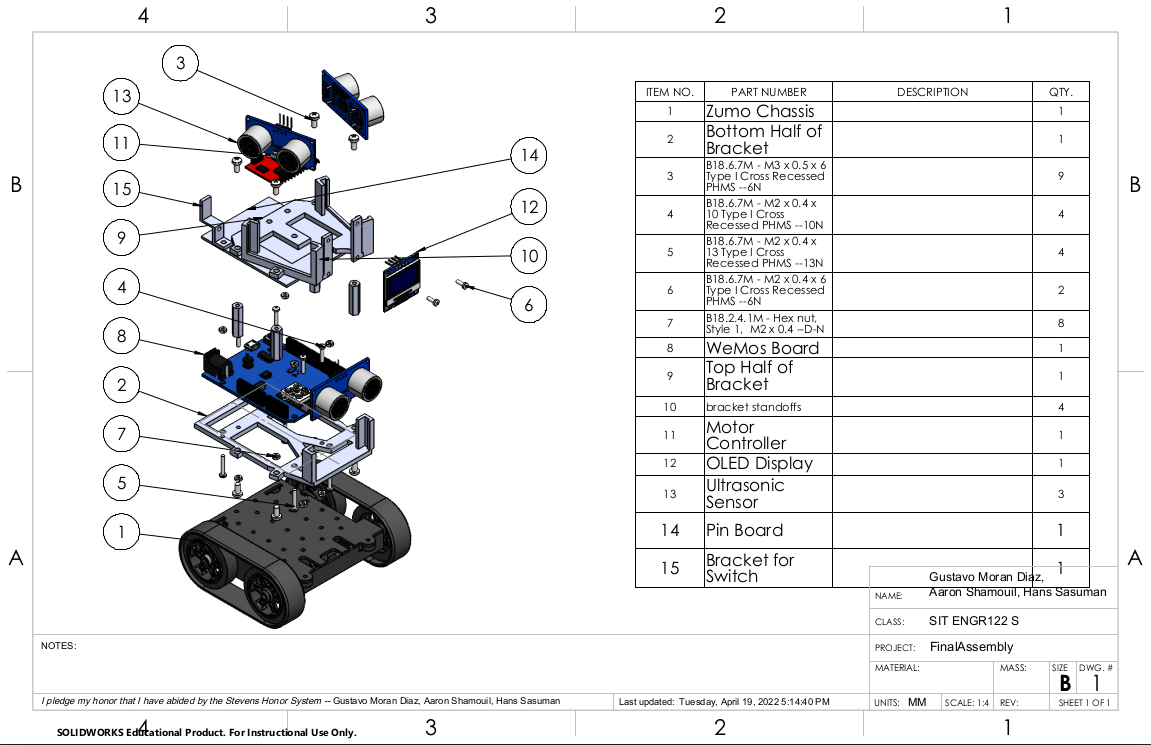 4 3 2 1
B B
A A
3
13
11
15
9
4
8
2
7
5
1
14
12
10
6
ITEM NO. PART NUMBER DESCRIPTION QTY.
1 Zumo Chassis 1
2 Bottom Half of
Bracket 1
3 B18.6.7M - M3 x 0.5 x 6
Type I Cross Recessed
PHMS --6N 9
4 B18.6.7M - M2 x 0.4 x
10 Type I Cross
Recessed PHMS --10N 4
5 B18.6.7M - M2 x 0.4 x
13 Type I Cross
Recessed PHMS --13N 4
6 B18.6.7M - M2 x 0.4 x 6
Type I Cross Recessed
PHMS --6N 2
7 B18.2.4.1M - Hex nut,
Style 1, M2 x 0.4 --D-N 8
8 WeMos Board 1
9 Top Half of
Bracket 1
10 bracket standoffs 4
11 Motor
Controller 1
12 OLED Display 1
13 Ultrasonic
Sensor 3
14 Pin Board 1
15 Bracket for
Switch 1
NAME: Gustavo Moran Diaz,
Aaron Shamouil, Hans Sasuman
CLASS: SIT ENGR122 S
PROJECT: FinalAssembly
MATERIAL: MASS: SIZE B DWG. # 1
UNITS: MM SCALE: 1:4 REV: SHEET 1 OF 1
NOTES:
I pledge my honor that I have abided by the Stevens Honor System -- Gustavo Moran Diaz, Aaron Shamouil, Hans Sasuman
Last updated: Tuesday, April 19, 2022 5:14:40 PM
4 3 2 1
SOLIDWORKS Educational Product. For Instructional Use Only.